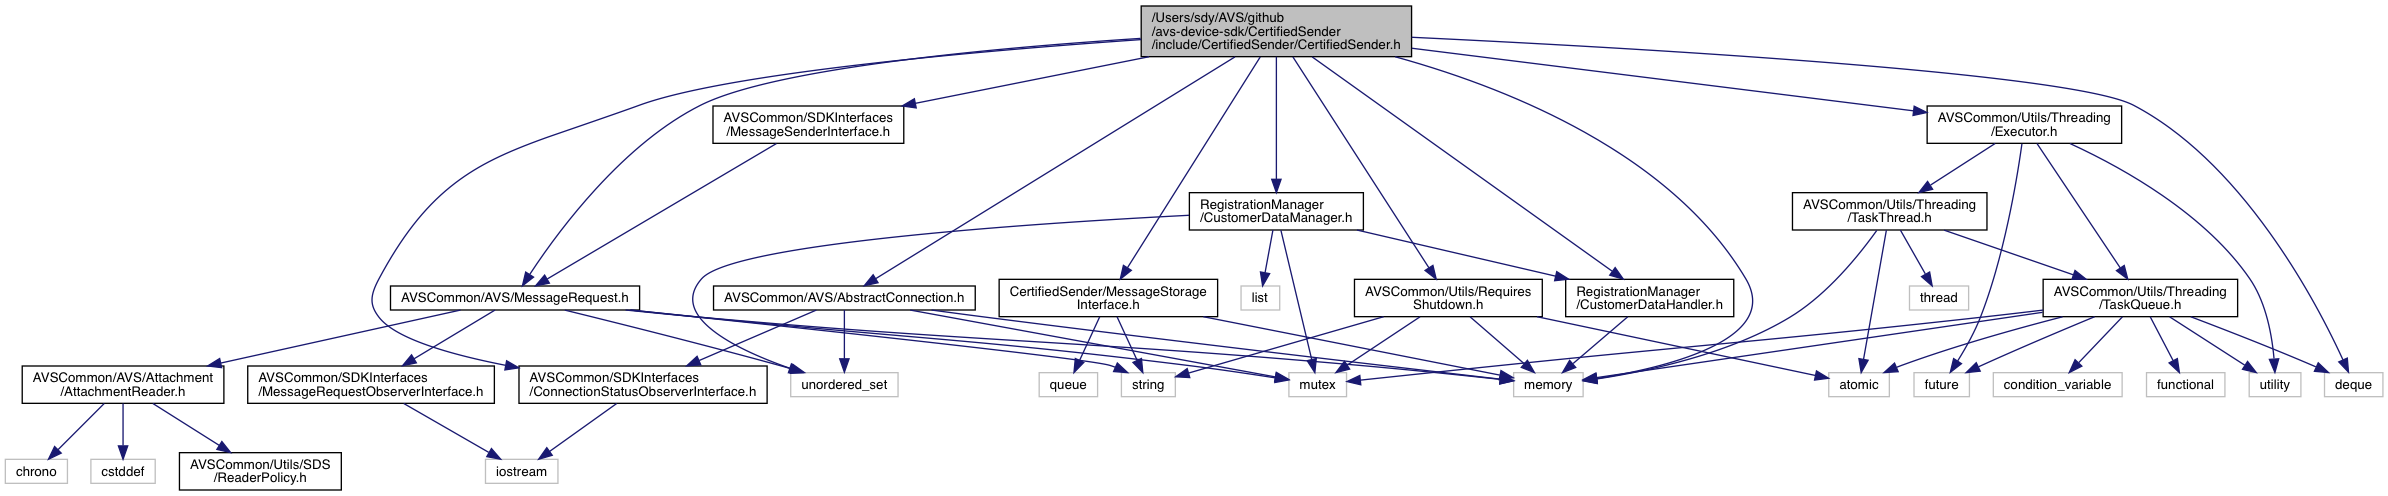 /Users/sdy/AVS/github
/avs-device-sdk/CertifiedSender
/include/CertifiedSender/CertifiedSender.h
AVSCommon/SDKInterfaces
/MessageSenderInterface.h
AVSCommon/Utils/Threading
/Executor.h
RegistrationManager
/CustomerDataManager.h
AVSCommon/Utils/Threading
/TaskThread.h
AVSCommon/AVS/MessageRequest.h
AVSCommon/AVS/AbstractConnection.h
CertifiedSender/MessageStorage
Interface.h
list
AVSCommon/Utils/Requires
Shutdown.h
RegistrationManager
/CustomerDataHandler.h
thread
AVSCommon/Utils/Threading
/TaskQueue.h
AVSCommon/AVS/Attachment
/AttachmentReader.h
AVSCommon/SDKInterfaces
/MessageRequestObserverInterface.h
AVSCommon/SDKInterfaces
/ConnectionStatusObserverInterface.h
unordered_set
queue
string
mutex
memory
atomic
future
condition_variable
functional
utility
deque
chrono
cstddef
AVSCommon/Utils/SDS
/ReaderPolicy.h
iostream